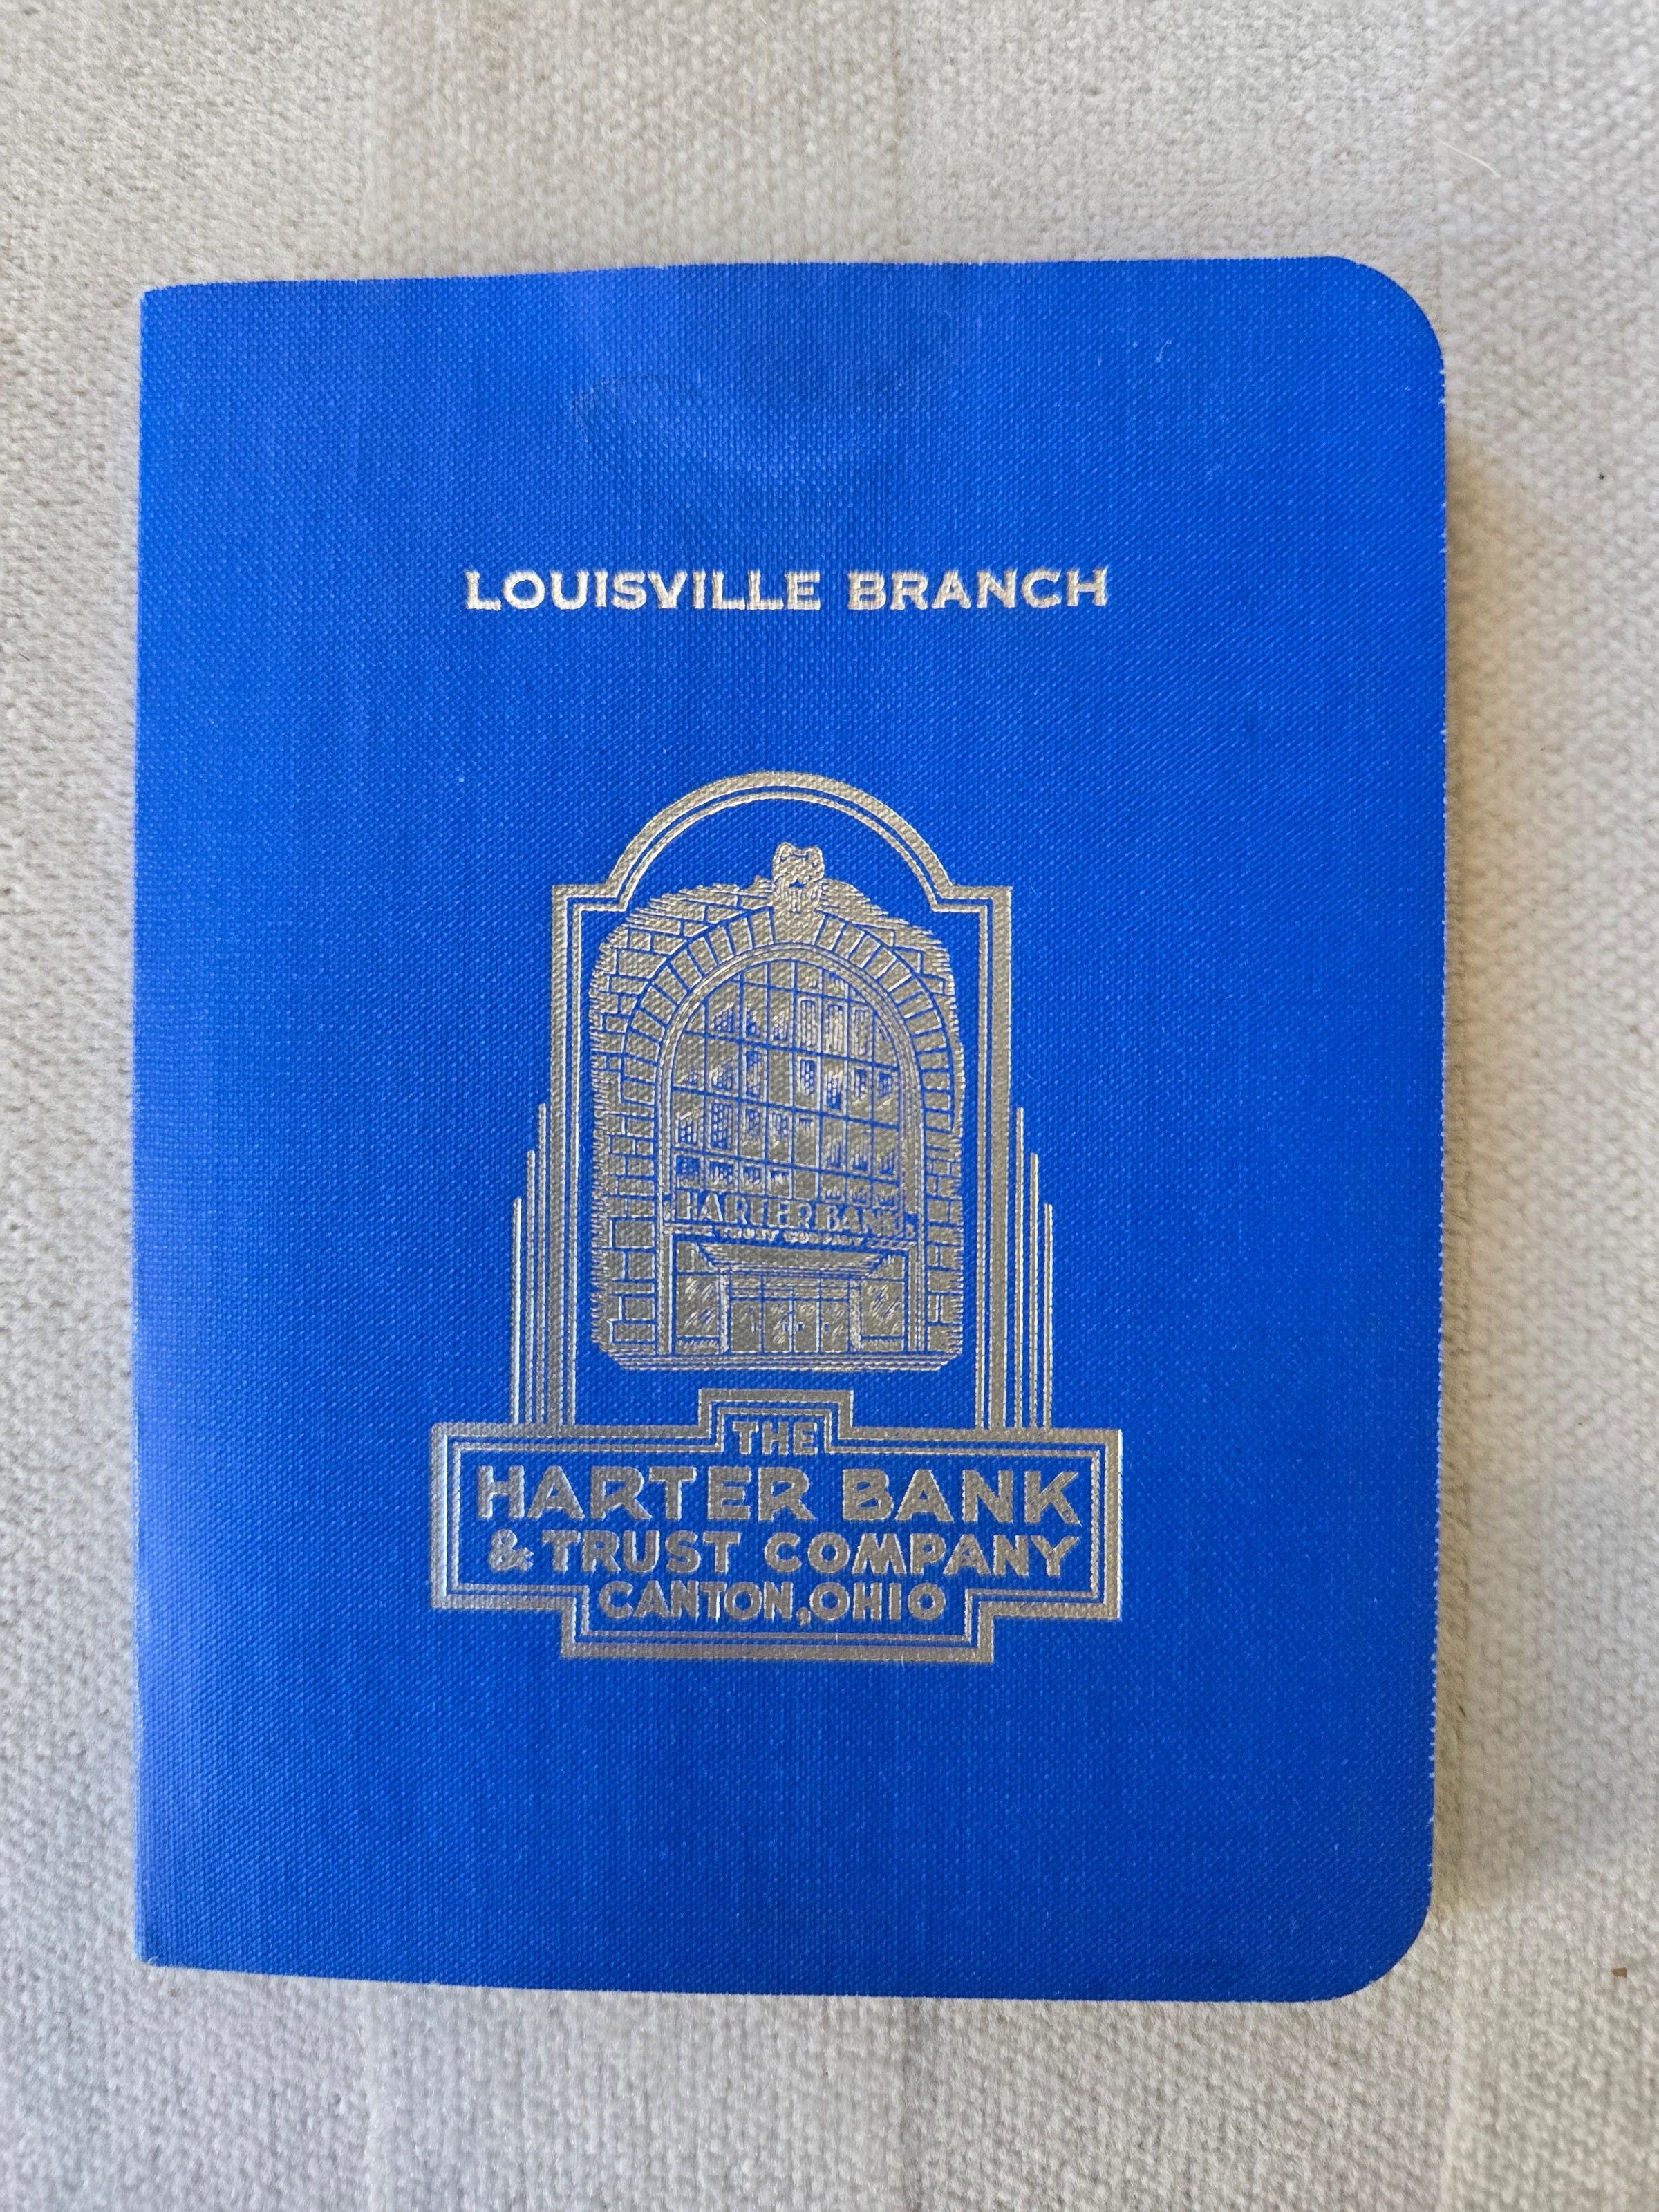 LOUISVILLE BRANCH
HARTER BANK
& TRUST COMPANY
THE
HARTER BANK
& TRUST COMPANY
CANTON, OHIO